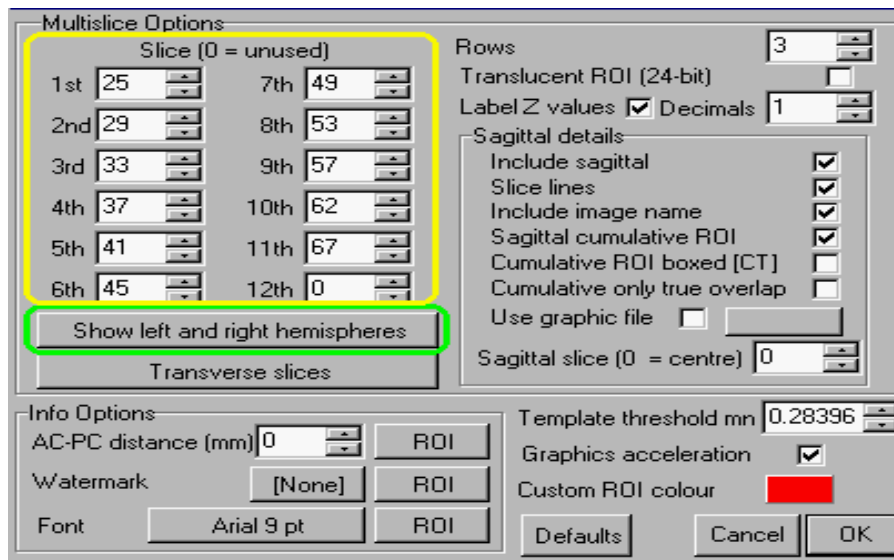 Multislice Options
Slice (0 = unused)
1st 25 7th 49
2nd 29 8th 53
3rd 33 9th 57
4th 37 10th 62
5th 41 11th 67
6th 45 12th 0
Show left and right hemispheres
Transverse slices
Rows 3
Translucent ROI (24-bit)
Label Z values Decimals 1
Sagittal details
Include sagittal
Slice lines
Include image name
Sagittal cumulative ROI
Cumulative ROI boxed [CT]
Cumulative only true overlap
Use graphic file
Sagittal slice (0 = centre) 0
Info Options
AC-PC distance (mm) 0 ROI
Watermark [None] ROI
Font Arial 9 pt ROI
Template threshold mn 0.28396
Graphics acceleration
Custom ROI colour
Defaults Cancel OK